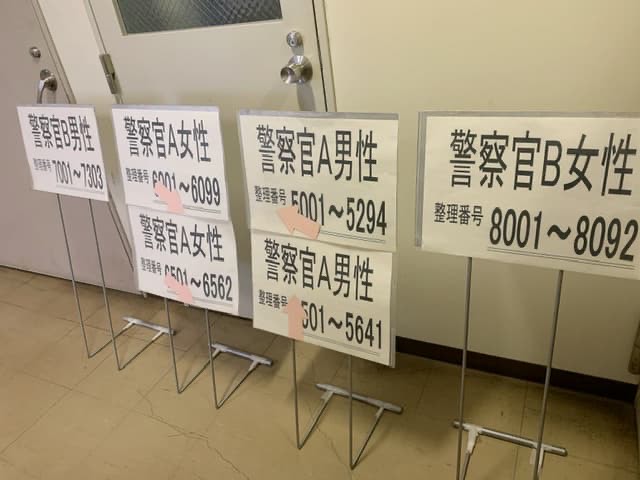 警察官B男性
整理番号 7001～7303
警察官A女性
整理番号 6001～6099
警察官A女性
整理番号 6501～6562
警察官A男性
整理番号 5001～5294
警察官A男性
整理番号 5601～5641
警察官B女性
整理番号 8001～8092